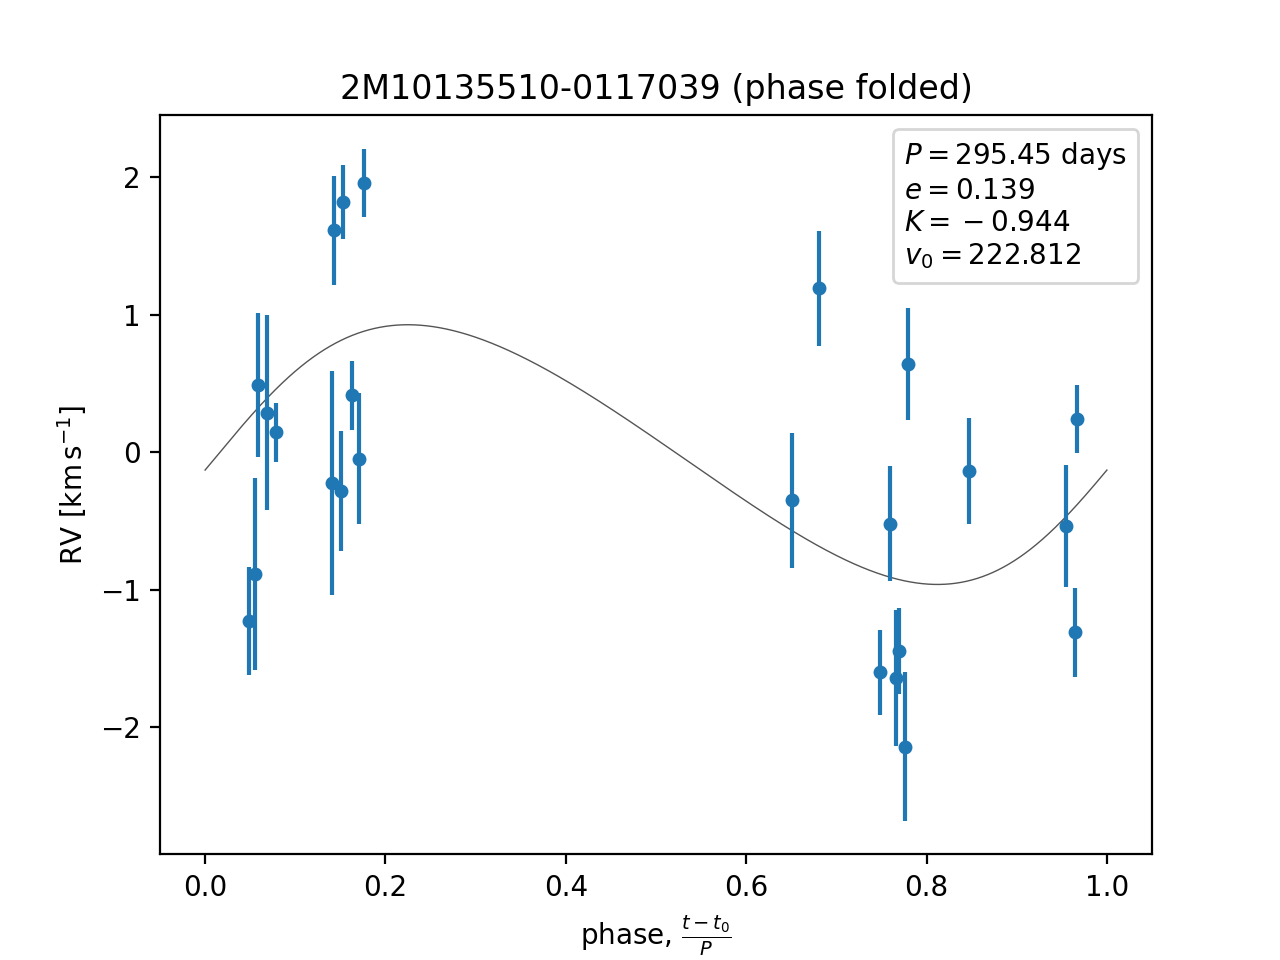 2M10135510-0117039 (phase folded)
P = 295.45 days
e = 0.139
K = −0.944
v₀ = 222.812
RV [km s⁻¹]
2
1
0
−1
−2
0.0 0.2 0.4 0.6 0.8 1.0
phase, (t − t₀)/P